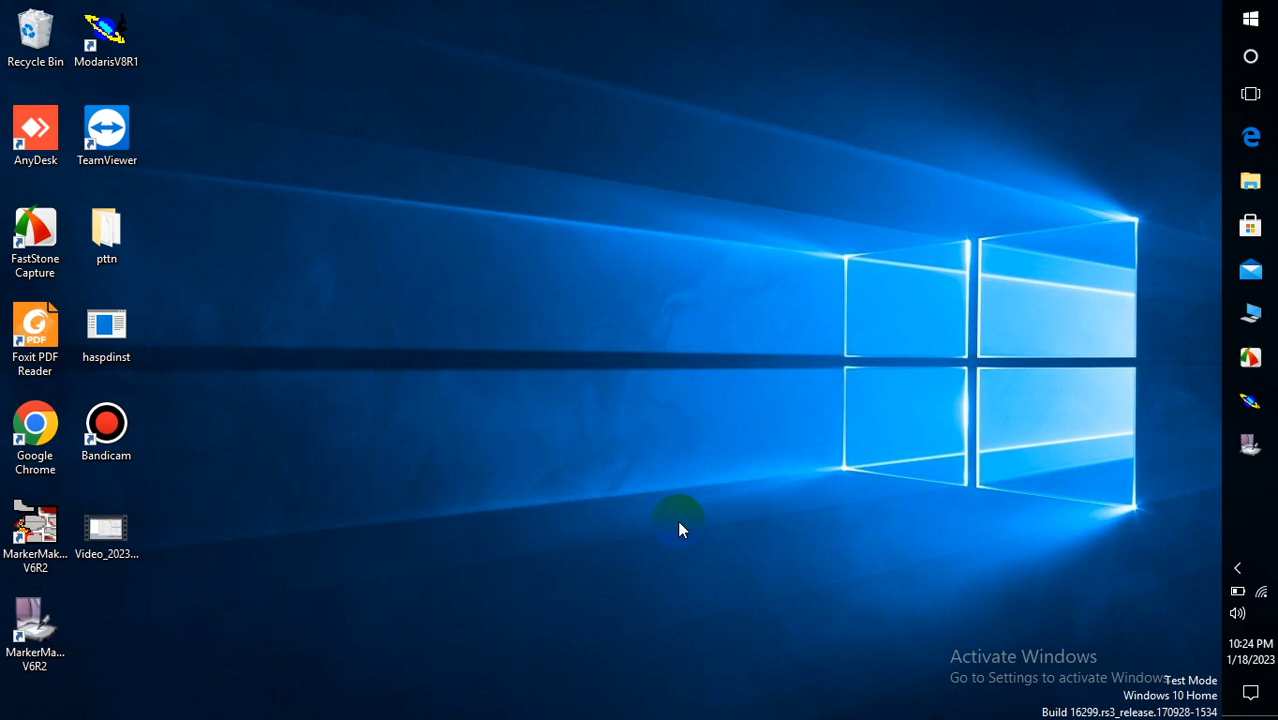 Recycle Bin
ModarisV8R1
AnyDesk
TeamViewer
FastStone
Capture
pttn
PDF
Foxit PDF
Reader
haspdinst
Google
Chrome
Bandicam
MarkerMak...
V6R2
Video_2023...
MarkerMa...
V6R2
10:24 PM
1/18/2023
Activate Windows
Go to Settings to activate Windows.
Test Mode
Windows 10 Home
Build 16299.rs3_release.170928-1534